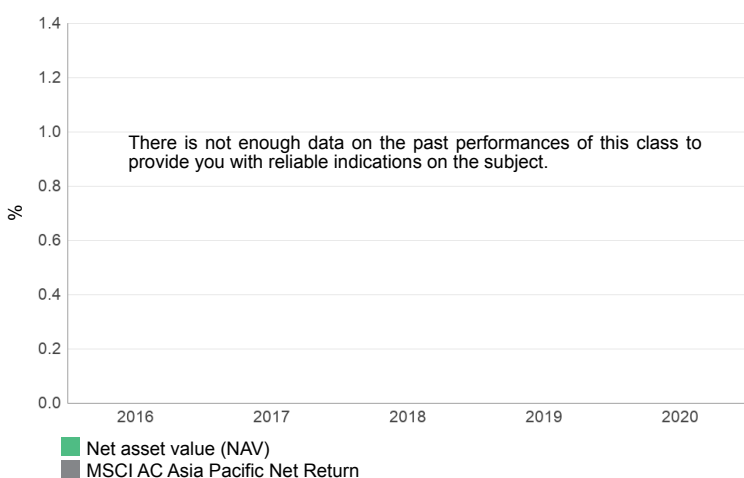 1.4
1.2
1.0
There is not enough data on the past performances of this class to
provide you with reliable indications on the subject.
0.8
%
0.6
0.4
0.2
0.0
2016 2017 2018 2019 2020
Net asset value (NAV)
MSCI AC Asia Pacific Net Return